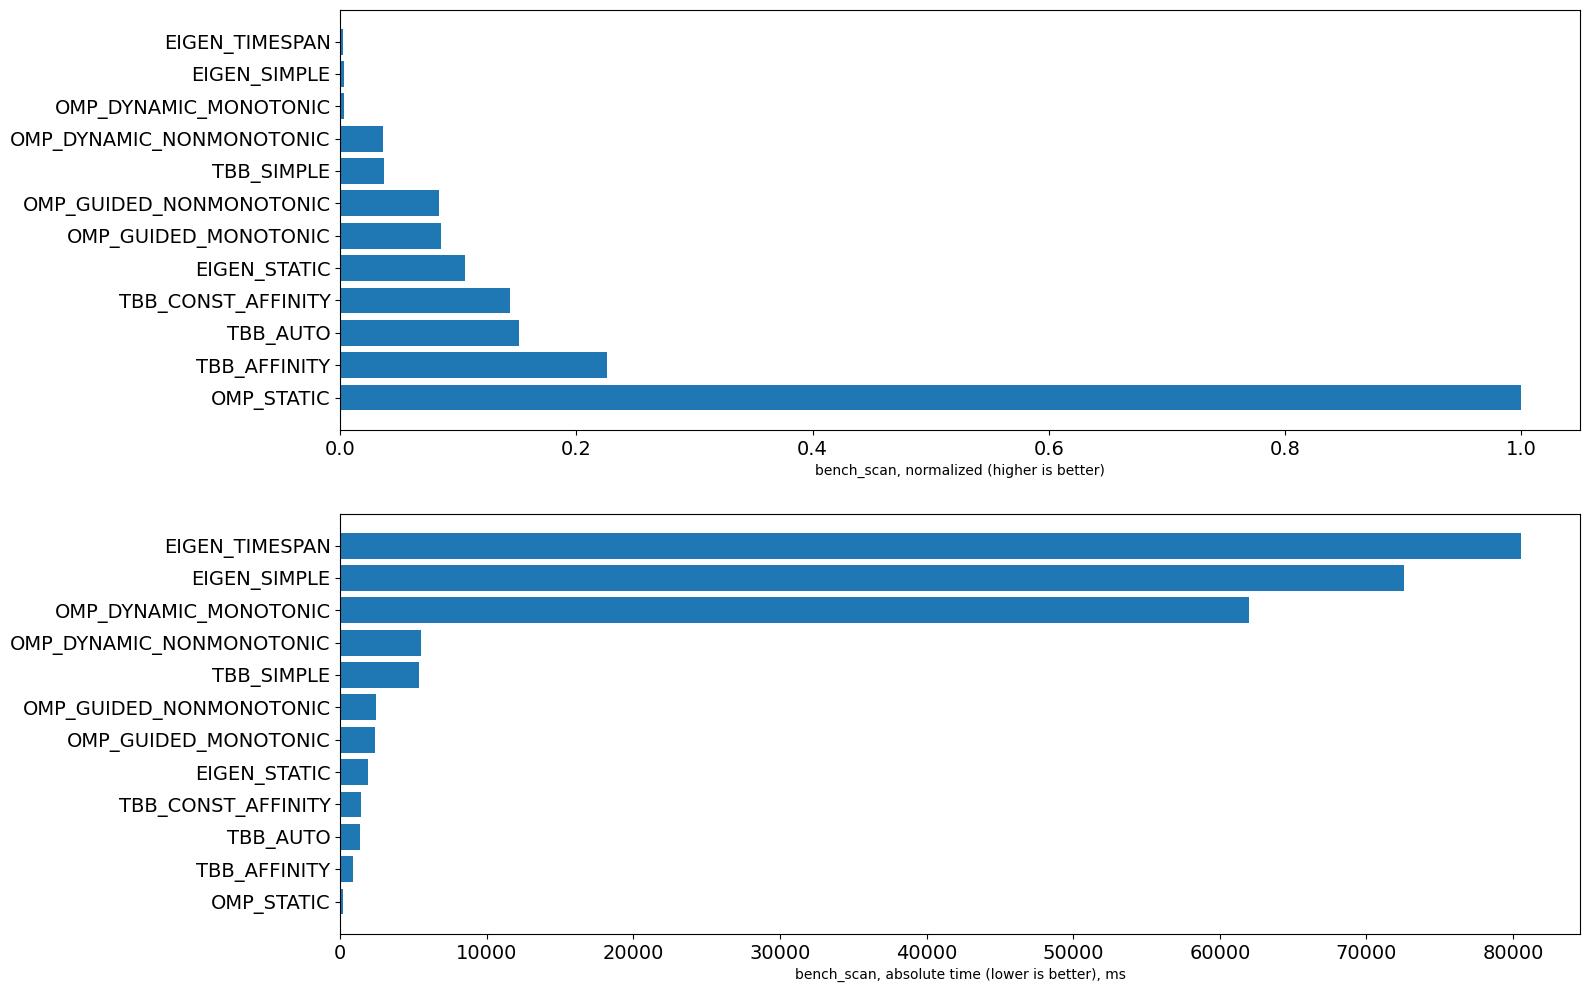 EIGEN_TIMESPAN
EIGEN_SIMPLE
OMP_DYNAMIC_MONOTONIC
OMP_DYNAMIC_NONMONOTONIC
TBB_SIMPLE
OMP_GUIDED_NONMONOTONIC
OMP_GUIDED_MONOTONIC
EIGEN_STATIC
TBB_CONST_AFFINITY
TBB_AUTO
TBB_AFFINITY
OMP_STATIC
0.0 0.2 0.4 0.6 0.8 1.0
bench_scan, normalized (higher is better)
EIGEN_TIMESPAN
EIGEN_SIMPLE
OMP_DYNAMIC_MONOTONIC
OMP_DYNAMIC_NONMONOTONIC
TBB_SIMPLE
OMP_GUIDED_NONMONOTONIC
OMP_GUIDED_MONOTONIC
EIGEN_STATIC
TBB_CONST_AFFINITY
TBB_AUTO
TBB_AFFINITY
OMP_STATIC
0 10000 20000 30000 40000 50000 60000 70000 80000
bench_scan, absolute time (lower is better), ms